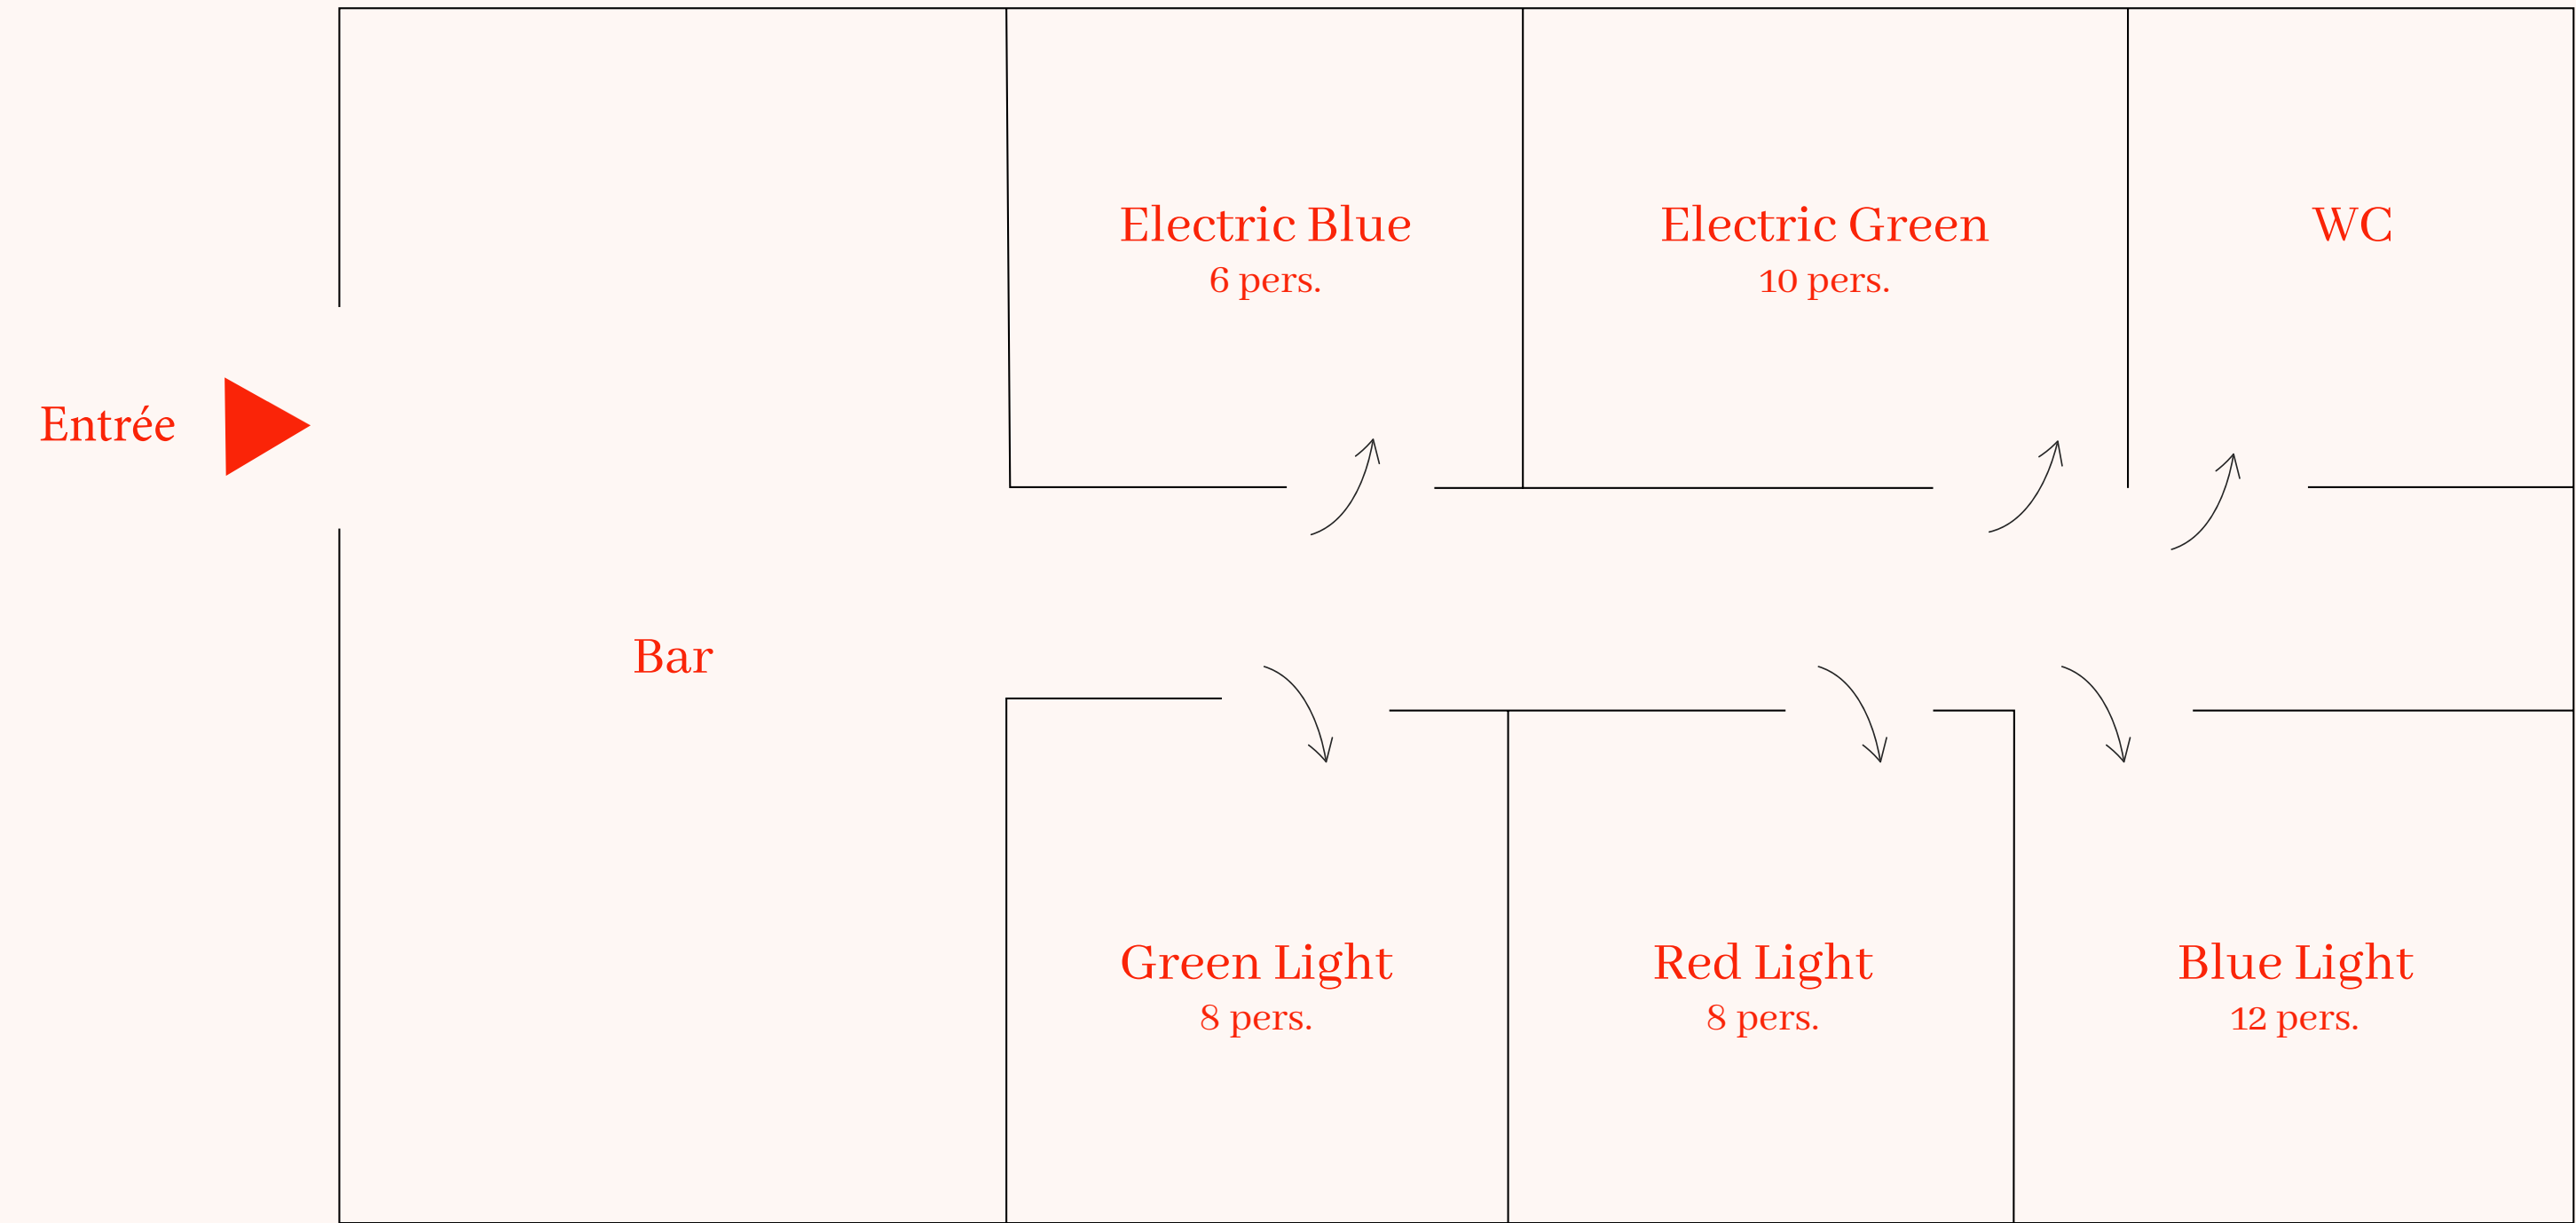 Electric Blue
6 pers.
Electric Green
10 pers.
WC
Entrée
Bar
Green Light
8 pers.
Red Light
8 pers.
Blue Light
12 pers.